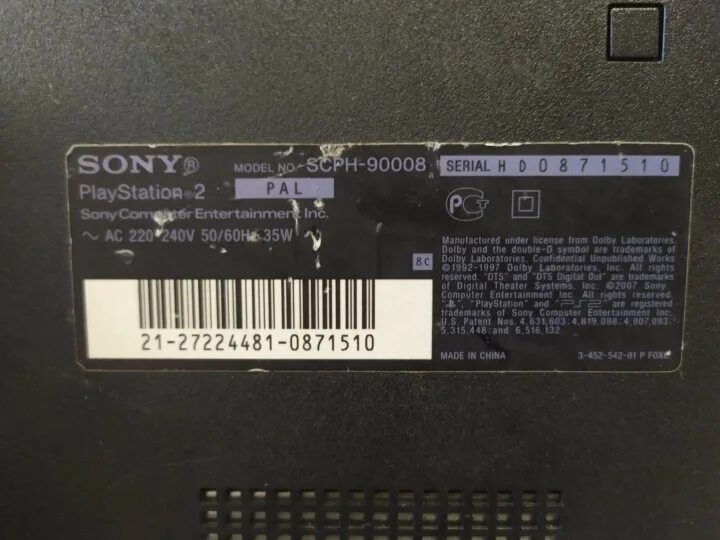 SONY®
MODEL NO. SCPH-90008
SERIAL H D 0 8 7 1 5 1 0
PlayStation®2
PAL
Sony Computer Entertainment Inc.
~ AC 220-240V 50/60Hz 35W
PCT
8C
Manufactured under license from Dolby Laboratories.
Dolby and the double-D symbol are trademarks of
Dolby Laboratories. Confidential Unpublished Works
©1992-1997 Dolby Laboratories, Inc. All rights
reserved. "DTS" and "DTS Digital Out" are trademarks
of Digital Theater Systems, Inc. ©2007 Sony
Computer Entertainment Inc. All rights reserved.
", "PlayStation" and "PS2" are registered
trademarks of Sony Computer Entertainment Inc.
U.S. Patent Nos. 4,631,603, 4,819,098, 4,907,093,
5,315,448, and 6,516,132.
21-27224481-0871510
MADE IN CHINA
3-452-542-01 P FOX